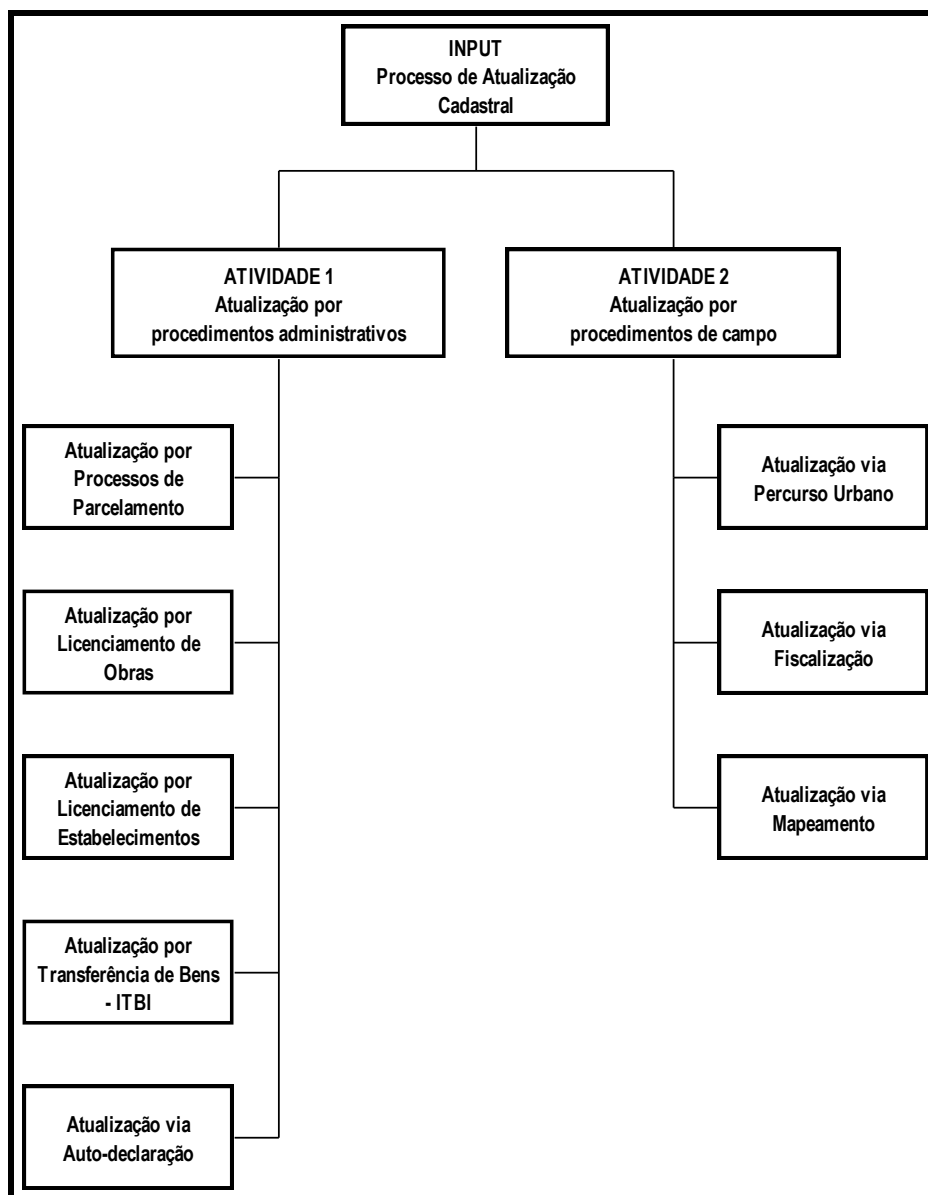 INPUT
Processo de Atualização
Cadastral
ATIVIDADE 1
Atualização por
procedimentos administrativos
ATIVIDADE 2
Atualização por
procedimentos de campo
Atualização por
Processos de
Parcelamento
Atualização por
Licenciamento de
Obras
Atualização por
Licenciamento de
Estabelecimentos
Atualização por
Transferência de Bens
- ITBI
Atualização via
Auto-declaração
Atualização via
Percurso Urbano
Atualização via
Fiscalização
Atualização via
Mapeamento